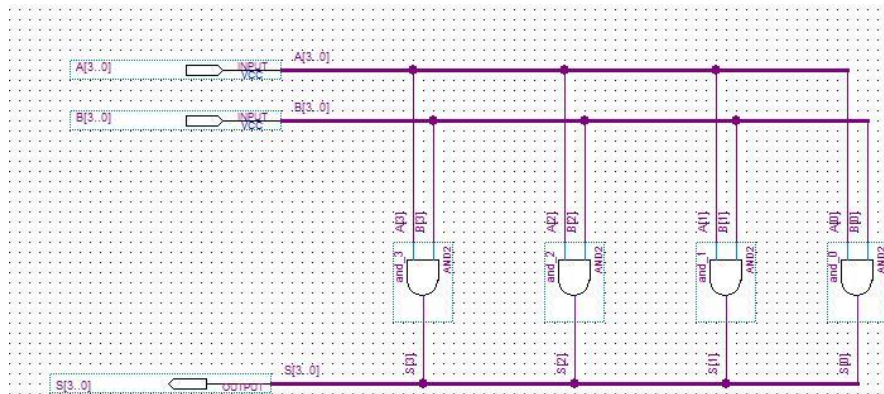 A[3..0] INPUT VCC A[3..0]
B[3..0] INPUT VCC B[3..0]
A[3] B[3] A[2] B[2] A[1] B[1] A[0] B[0]
and_3 AND2 and_2 AND2 and_1 AND2 and_0 AND2
S[3] S[2] S[1] S[0]
S[3..0] OUTPUT S[3..0]